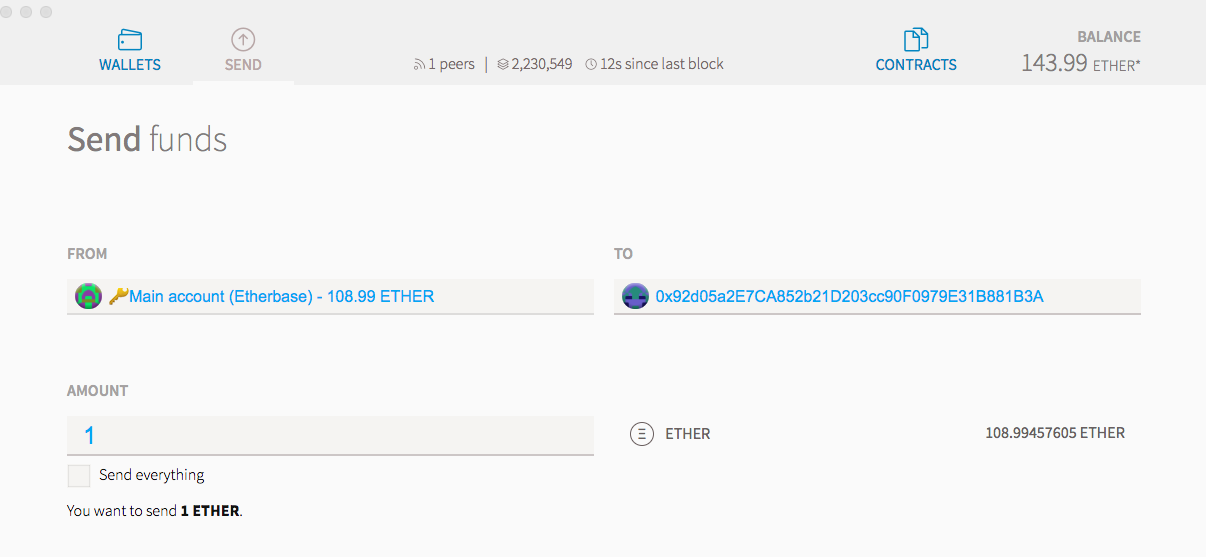 WALLETS
SEND
1 peers | 2,230,549 12s since last block
CONTRACTS
BALANCE
143.99 ETHER*
Send funds
FROM
TO
Main account (Etherbase) - 108.99 ETHER
0x92d05a2E7CA852b21D203cc90F0979E31B881B3A
AMOUNT
1
ETHER
108.99457605 ETHER
Send everything
You want to send 1 ETHER.